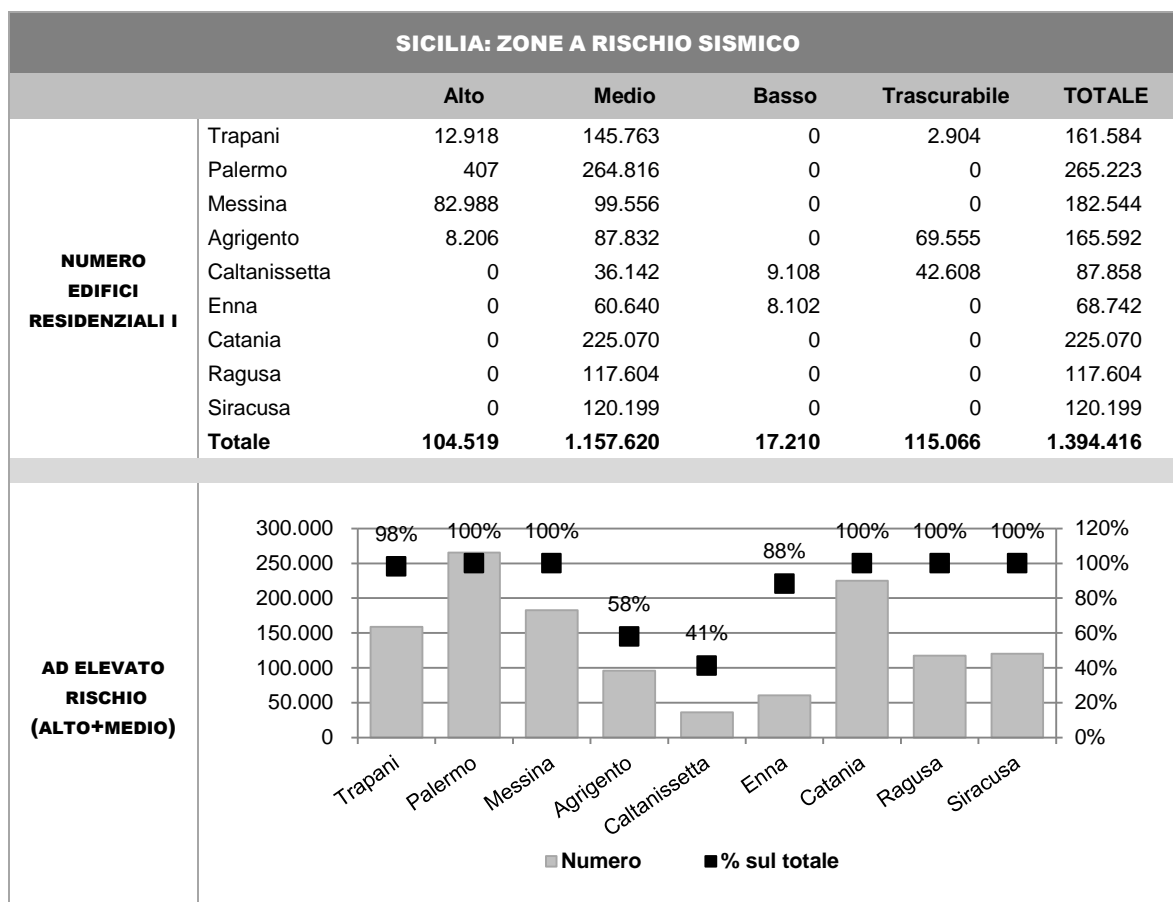 SICILIA: ZONE A RISCHIO SISMICO
Alto Medio Basso Trascurabile TOTALE
NUMERO
EDIFICI
RESIDENZIALI I
Trapani 12.918 145.763 0 2.904 161.584
Palermo 407 264.816 0 0 265.223
Messina 82.988 99.556 0 0 182.544
Agrigento 8.206 87.832 0 69.555 165.592
Caltanissetta 0 36.142 9.108 42.608 87.858
Enna 0 60.640 8.102 0 68.742
Catania 0 225.070 0 0 225.070
Ragusa 0 117.604 0 0 117.604
Siracusa 0 120.199 0 0 120.199
Totale 104.519 1.157.620 17.210 115.066 1.394.416
AD ELEVATO
RISCHIO
(ALTO+MEDIO)
300.000
250.000
200.000
150.000
100.000
50.000
0
98% 100% 100% 58% 41% 88% 100% 100% 100%
120%
100%
80%
60%
40%
20%
0%
Trapani Palermo Messina Agrigento Caltanissetta Enna Catania Ragusa Siracusa
Numero % sul totale